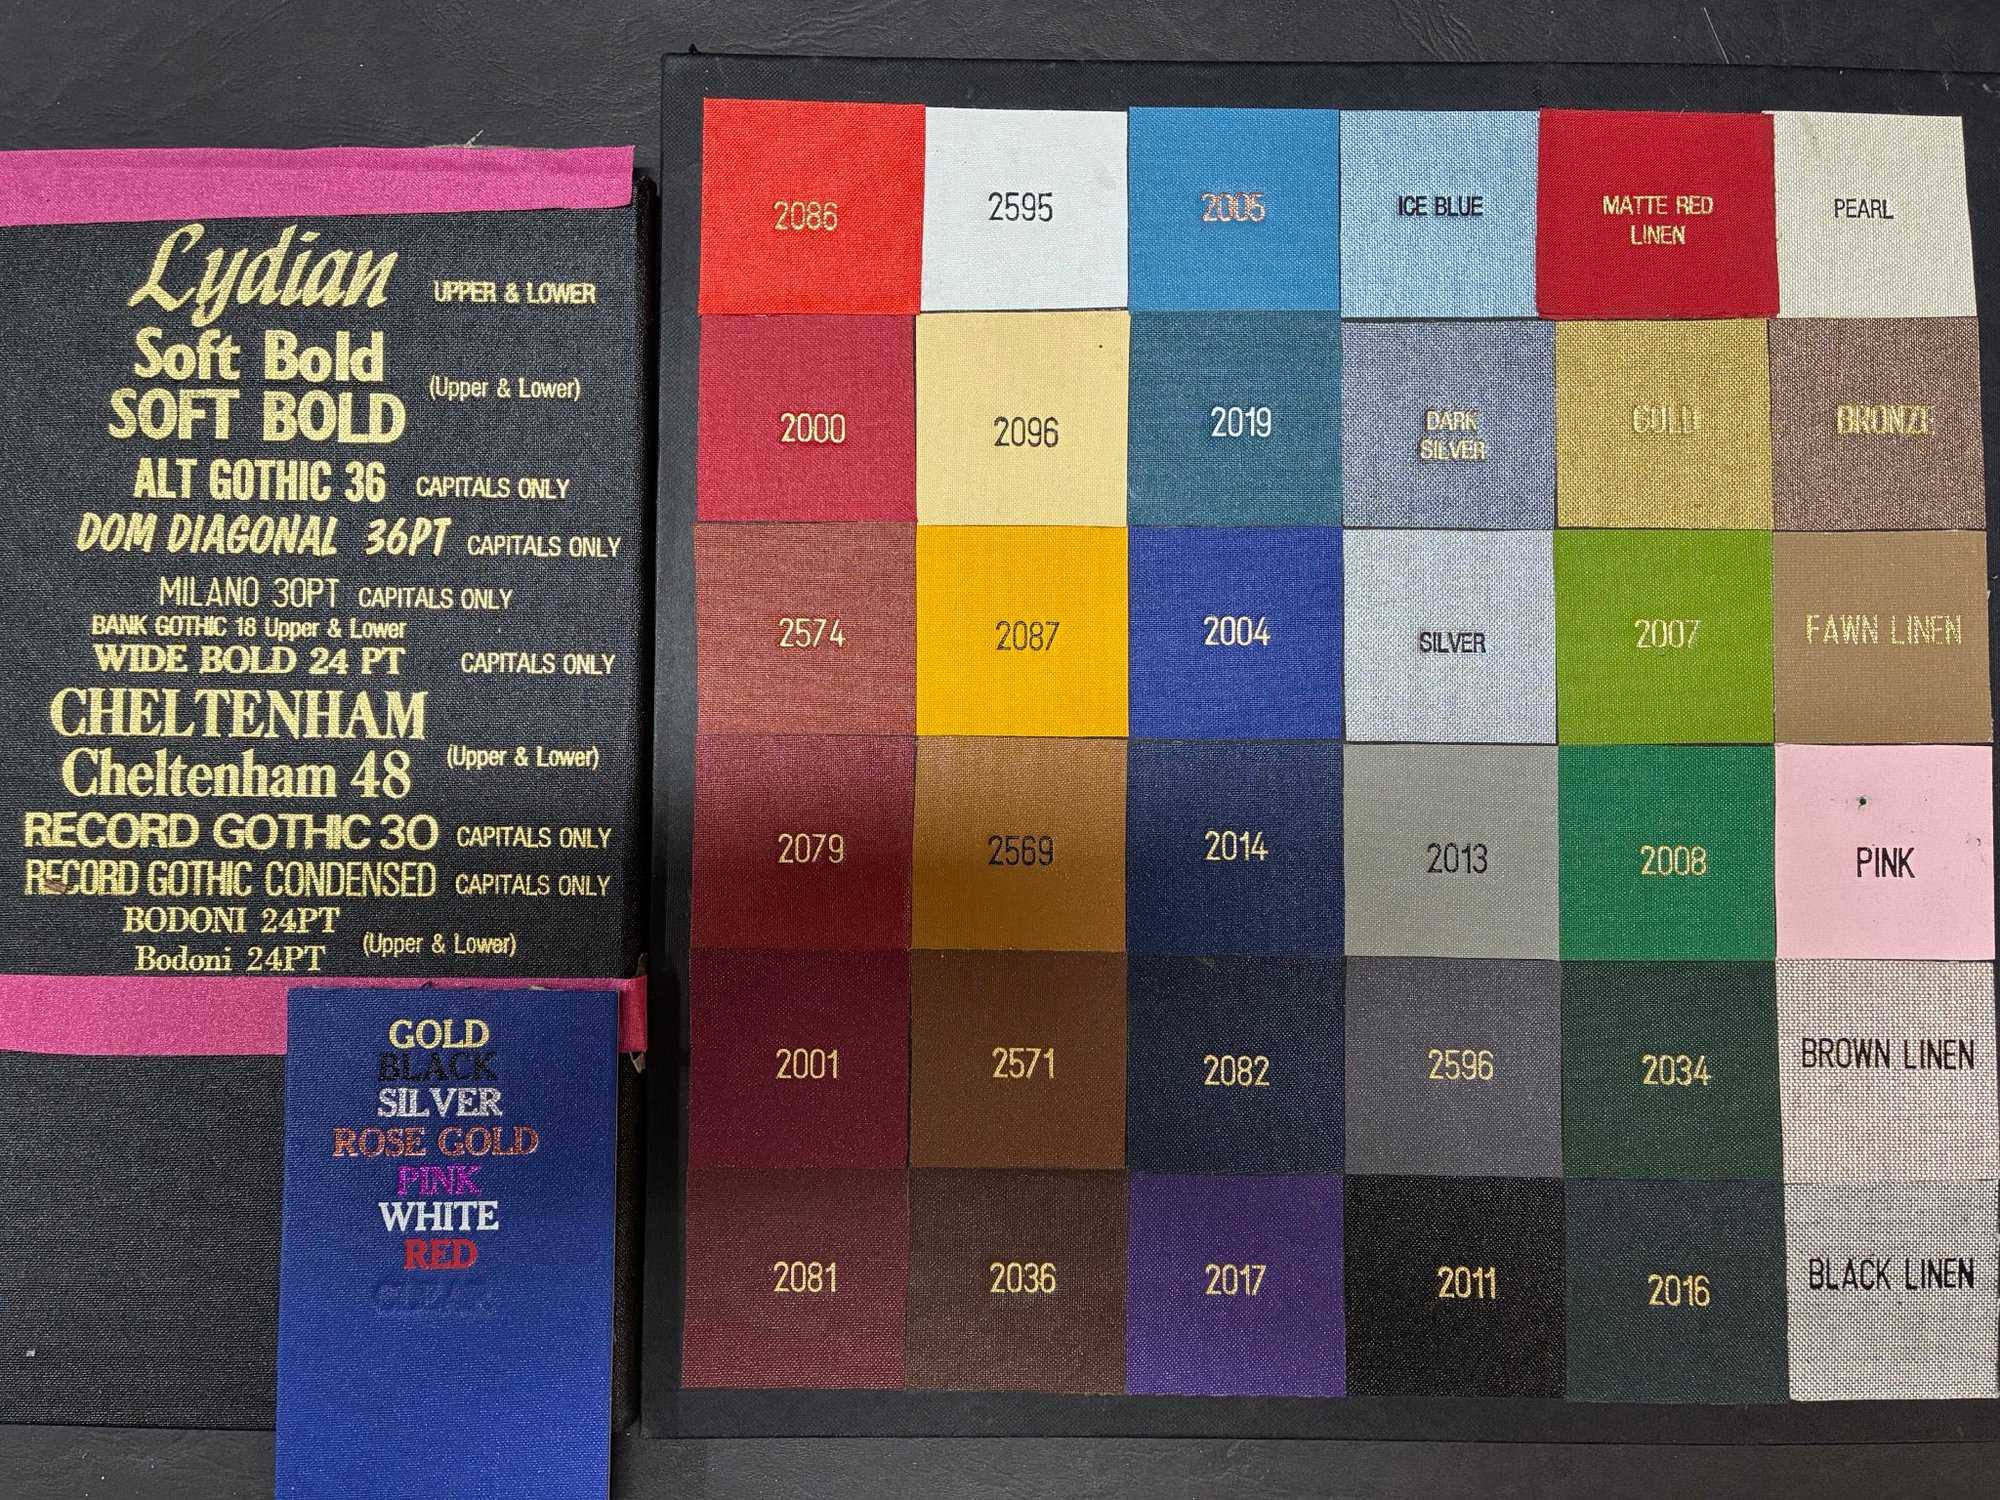 Lydian UPPER & LOWER
Soft Bold
SOFT BOLD (Upper & Lower)
ALT GOTHIC 36 CAPITALS ONLY
DOM DIAGONAL 36PT CAPITALS ONLY
MILANO 30PT CAPITALS ONLY
BANK GOTHIC 18 Upper & Lower
WIDE BOLD 24 PT CAPITALS ONLY
CHELTENHAM
Cheltenham 48 (Upper & Lower)
RECORD GOTHIC 30 CAPITALS ONLY
RECORD GOTHIC CONDENSED CAPITALS ONLY
BODONI 24PT
Bodoni 24PT (Upper & Lower)
GOLD
BLACK
SILVER
ROSE GOLD
PINK
WHITE
RED
2086 2595 2005 ICE BLUE MATTE RED PEARL
LINEN
2000 2096 2019 DARK GOLD BRONZE
SILVER
2574 2087 2004 SILVER 2007 FAWN LINEN
2079 2569 2014 2013 2008 PINK
2001 2571 2082 2596 2034 BROWN LINEN
2081 2036 2017 2011 2016 BLACK LINEN